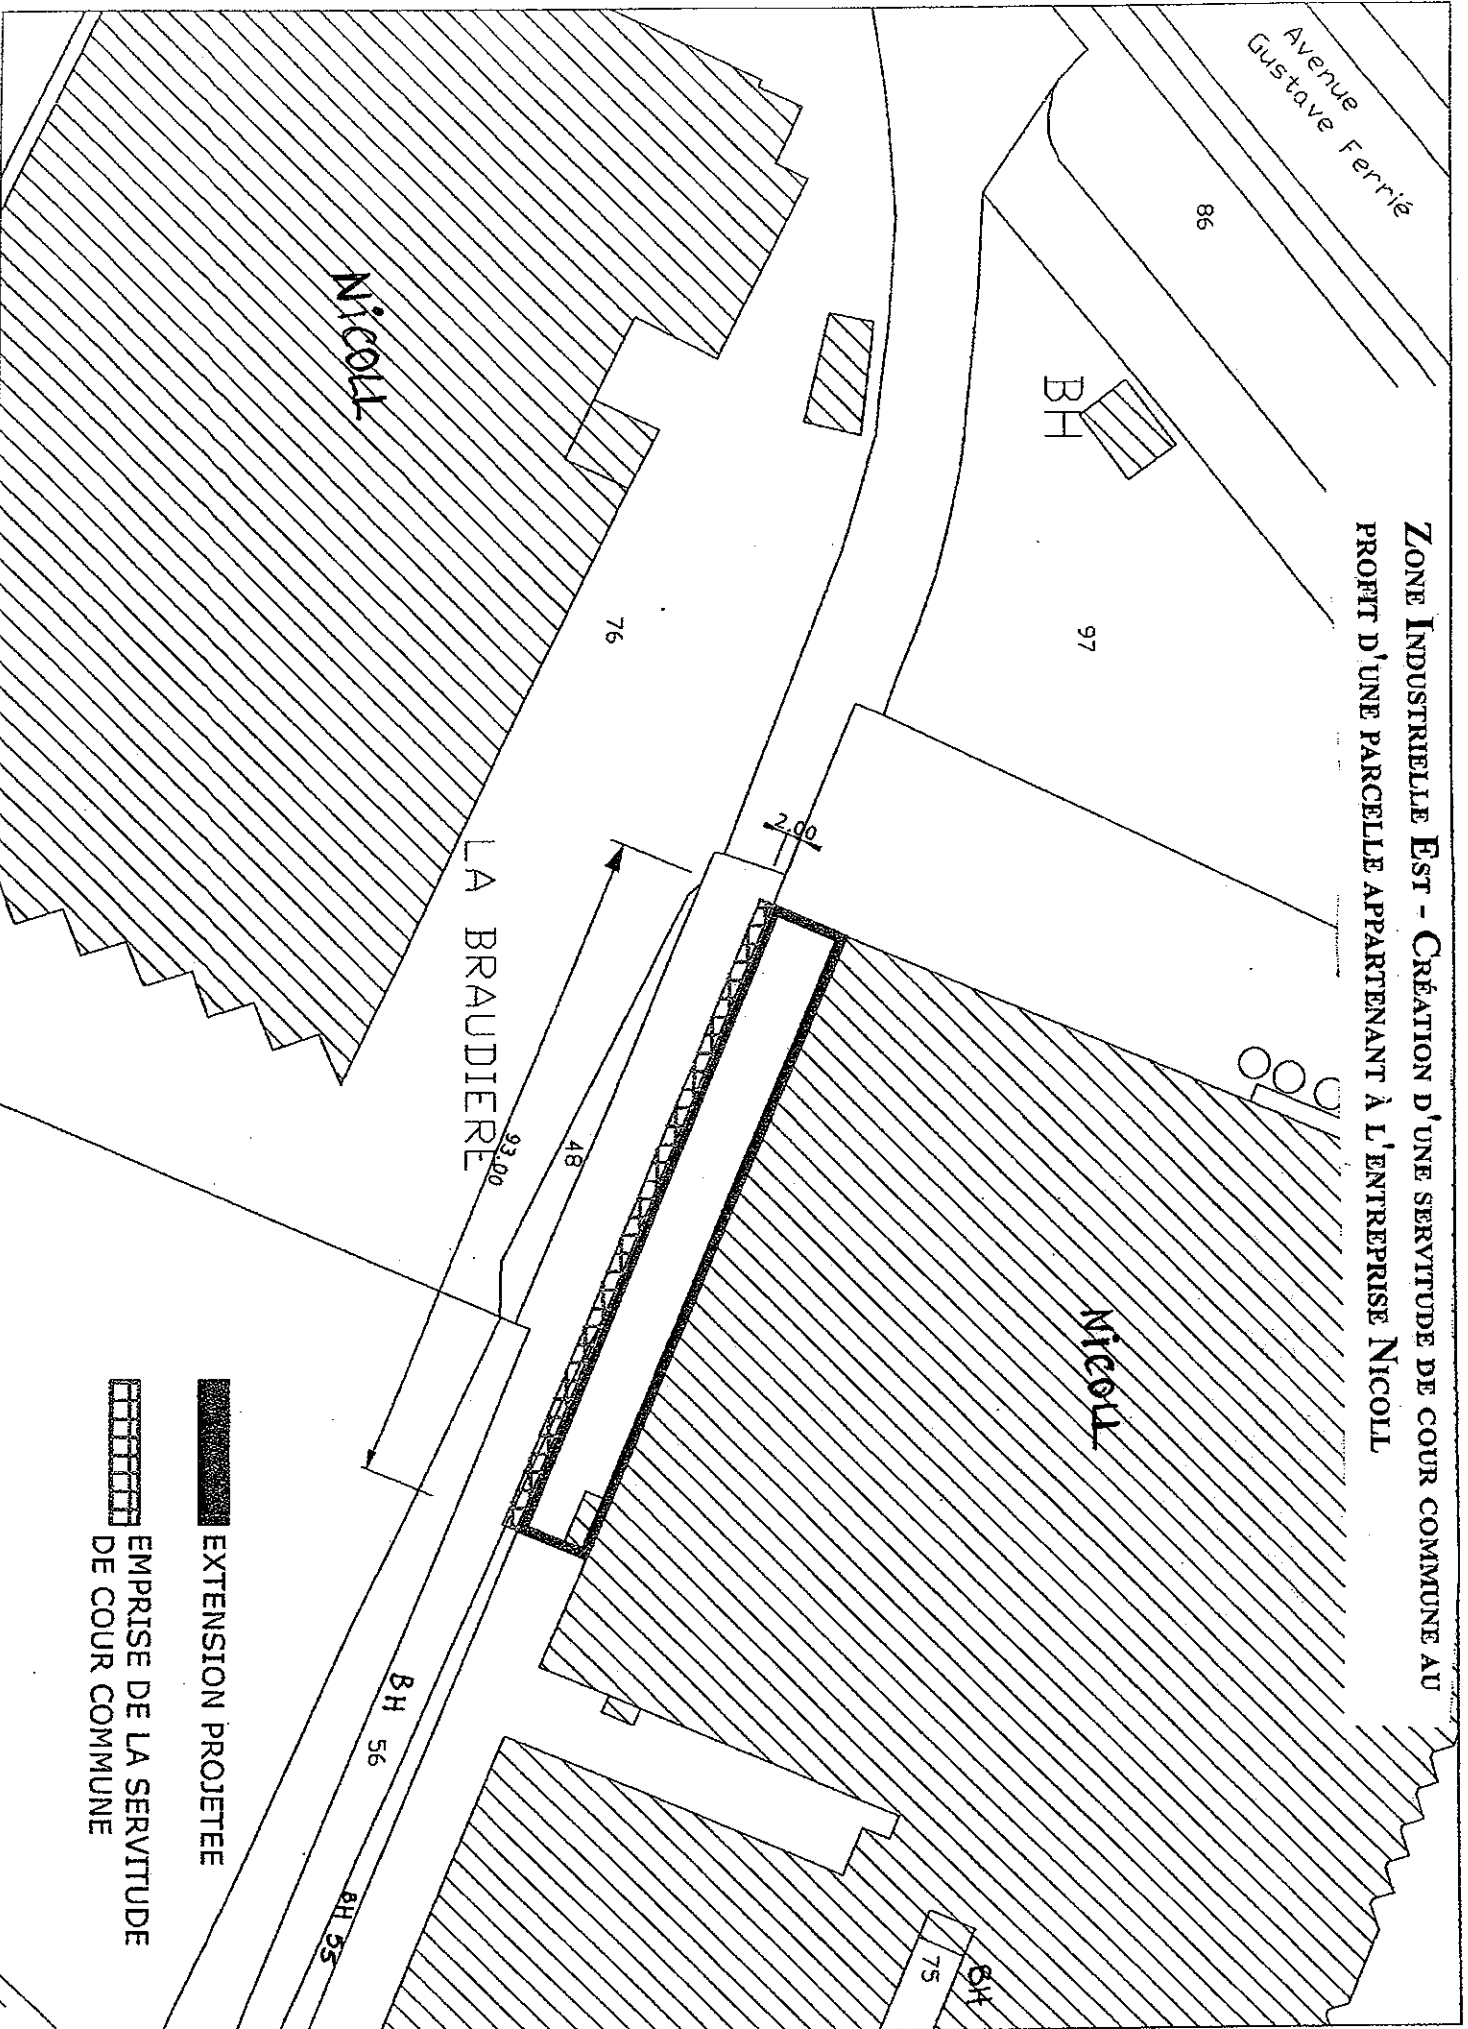 ZONE INDUSTRIELLE EST - CRÉATION D'UNE SERVITUDE DE COUR COMMUNE AU
PROFIT D'UNE PARCELLE APPARTENANT À L'ENTREPRISE NICOLL
Avenue
Gustave Ferrié
86
BH
97
Nicoll
76
2.00
LA BRAUDIERE
93.00
48
Nicoll
BH
56
BH 55
BH
75
EXTENSION PROJETEE
EMPRISE DE LA SERVITUDE
DE COUR COMMUNE